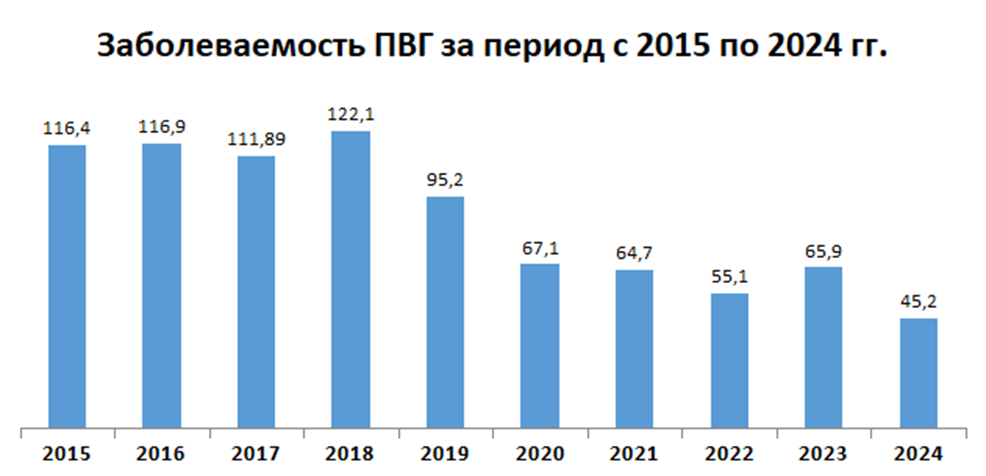 Заболеваемость ПВГ за период с 2015 по 2024 гг.
116,4 116,9 111,89 122,1 95,2 67,1 64,7 55,1 65,9 45,2
2015 2016 2017 2018 2019 2020 2021 2022 2023 2024